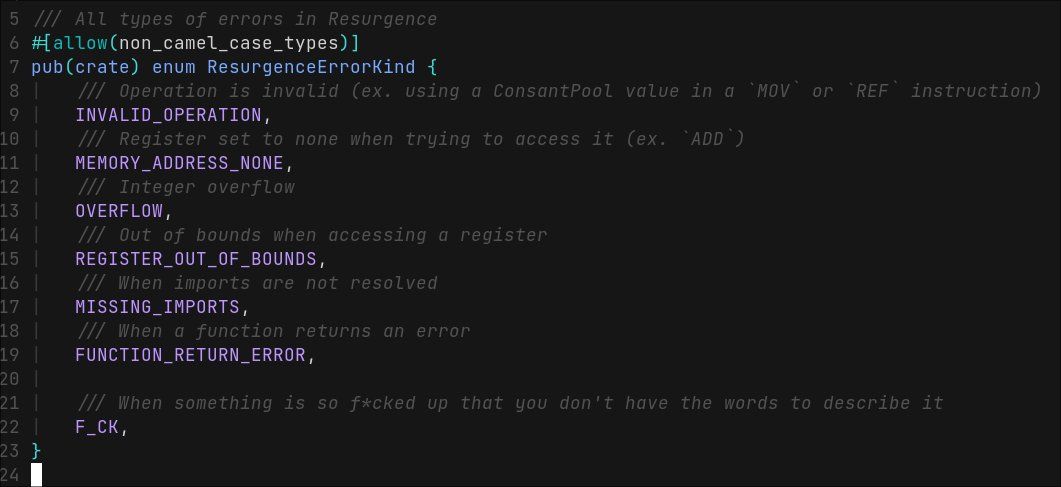 5 /// All types of errors in Resurgence
6 #[allow(non_camel_case_types)]
7 pub(crate) enum ResurgenceErrorKind {
8 |   /// Operation is invalid (ex. using a ConsantPool value in a `MOV` or `REF` instruction)
9 |   INVALID_OPERATION,
10 |   /// Register set to none when trying to access it (ex. `ADD`)
11 |   MEMORY_ADDRESS_NONE,
12 |   /// Integer overflow
13 |   OVERFLOW,
14 |   /// Out of bounds when accessing a register
15 |   REGISTER_OUT_OF_BOUNDS,
16 |   /// When imports are not resolved
17 |   MISSING_IMPORTS,
18 |   /// When a function returns an error
19 |   FUNCTION_RETURN_ERROR,
20 |
21 |   /// When something is so f*cked up that you don't have the words to describe it
22 |   F_CK,
23 }
24